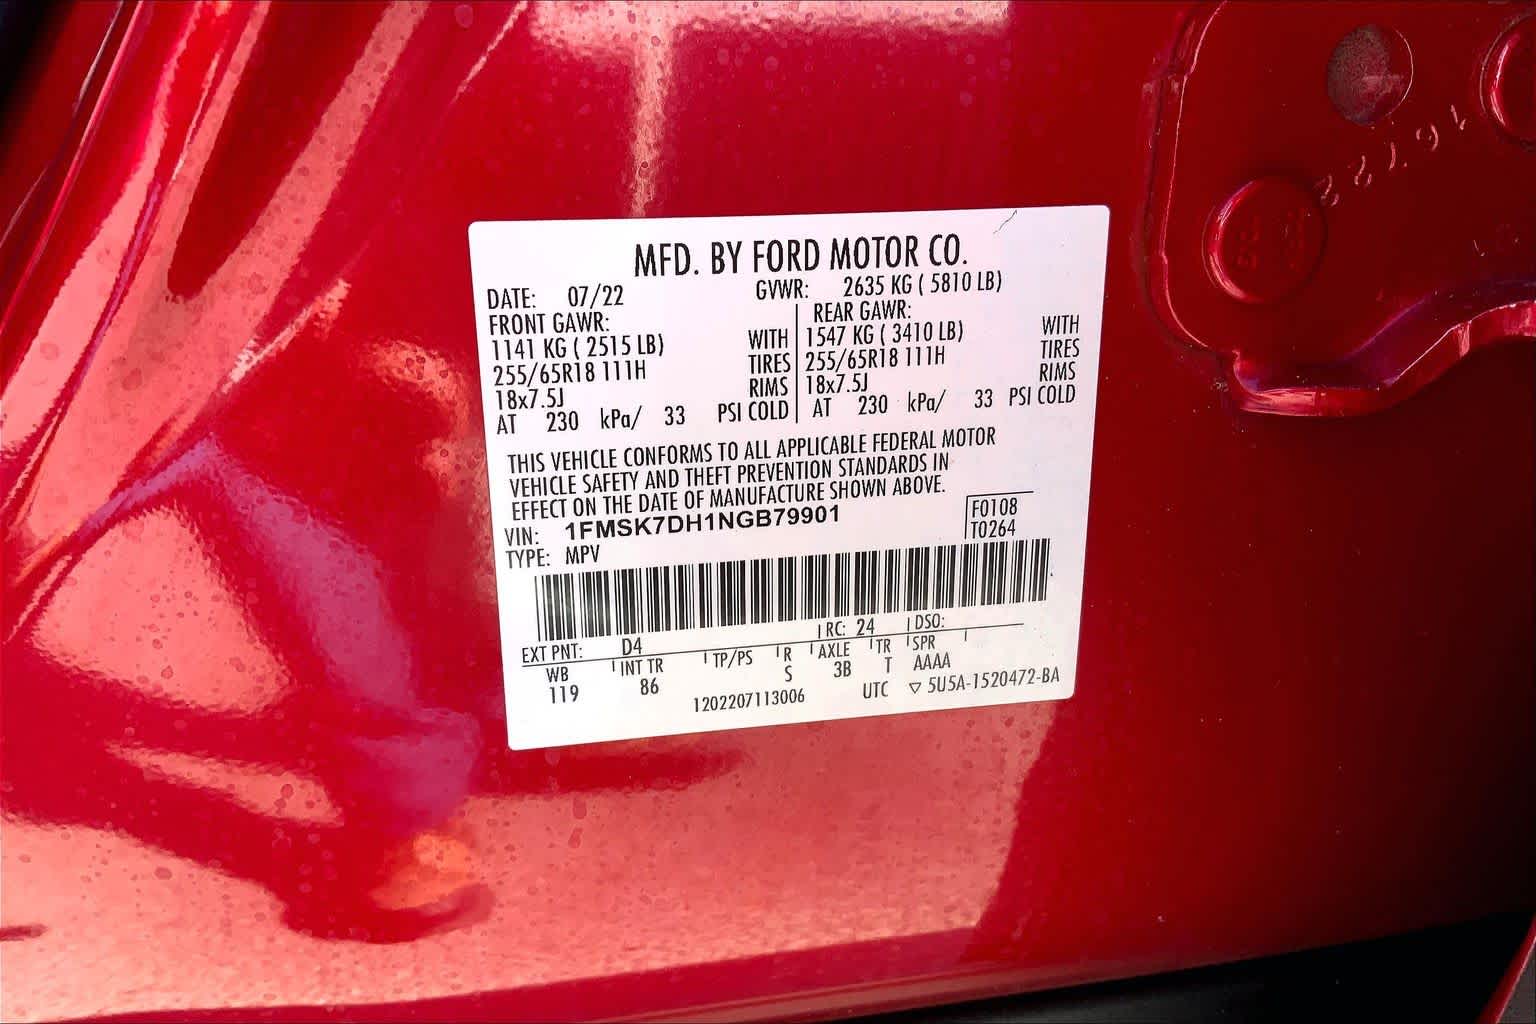 MFD. BY FORD MOTOR CO.
DATE: 07/22 GVWR: 2635 KG ( 5810 LB)
FRONT GAWR: REAR GAWR:
1141 KG ( 2515 LB) WITH 1547 KG ( 3410 LB) WITH
255/65R18 111H TIRES 255/65R18 111H TIRES
18x7.5J RIMS 18x7.5J RIMS
AT 230 kPa/ 33 PSI COLD AT 230 kPa/ 33 PSI COLD
THIS VEHICLE CONFORMS TO ALL APPLICABLE FEDERAL MOTOR
VEHICLE SAFETY AND THEFT PREVENTION STANDARDS IN
EFFECT ON THE DATE OF MANUFACTURE SHOWN ABOVE.
VIN: 1FMSK7DH1NGB79901 F0108
TYPE: MPV T0264
EXT PNT: D4 RC: 24 DSO:
WB INT TR TP/PS R AXLE TR SPR
119 86 S 3B T AAAA
1202207113006 UTC ▽ 5U5A-1520472-BA